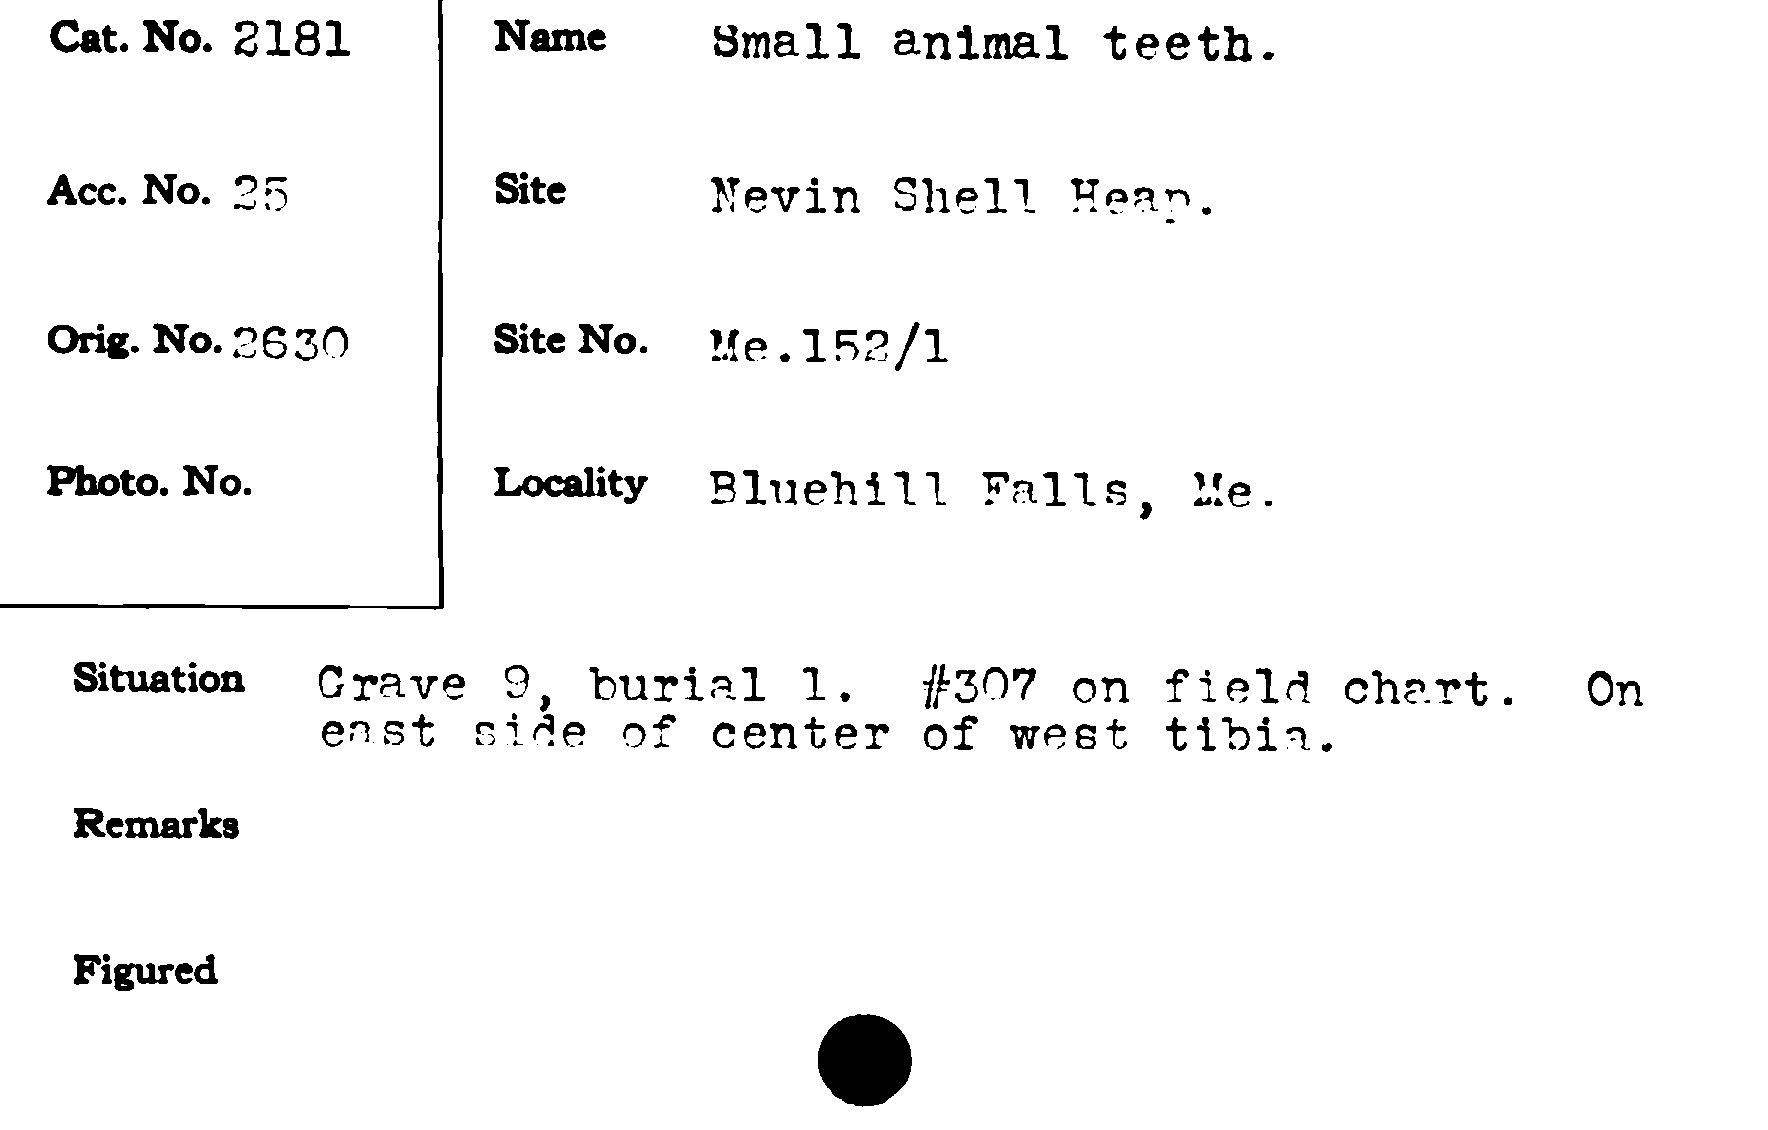 Cat. No. 2181
Name Small animal teeth.
Acc. No. 25
Site Nevin Shell Heap.
Orig. No. 2630
Site No. Me.152/1
Photo. No.
Locality Bluehill Falls, Me.
Situation Grave 9, burial 1. #307 on field chart. On
east side of center of west tibia.
Remarks
Figured